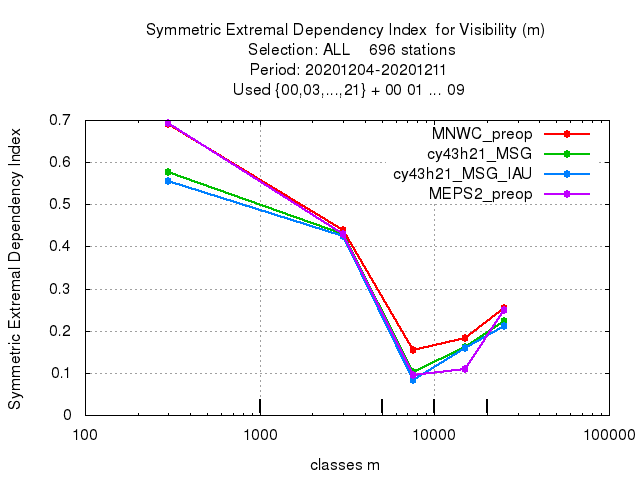 Symmetric Extremal Dependency Index  for Visibility (m)
Selection: ALL    696 stations
Period: 20201204-20201211
Used {00,03,...,21} + 00 01 ... 09
Symmetric Extremal Dependency Index
0.7
0.6
0.5
0.4
0.3
0.2
0.1
0
MNWC_preop
cy43h21_MSG
cy43h21_MSG_IAU
MEPS2_preop
100
1000
10000
100000
classes m